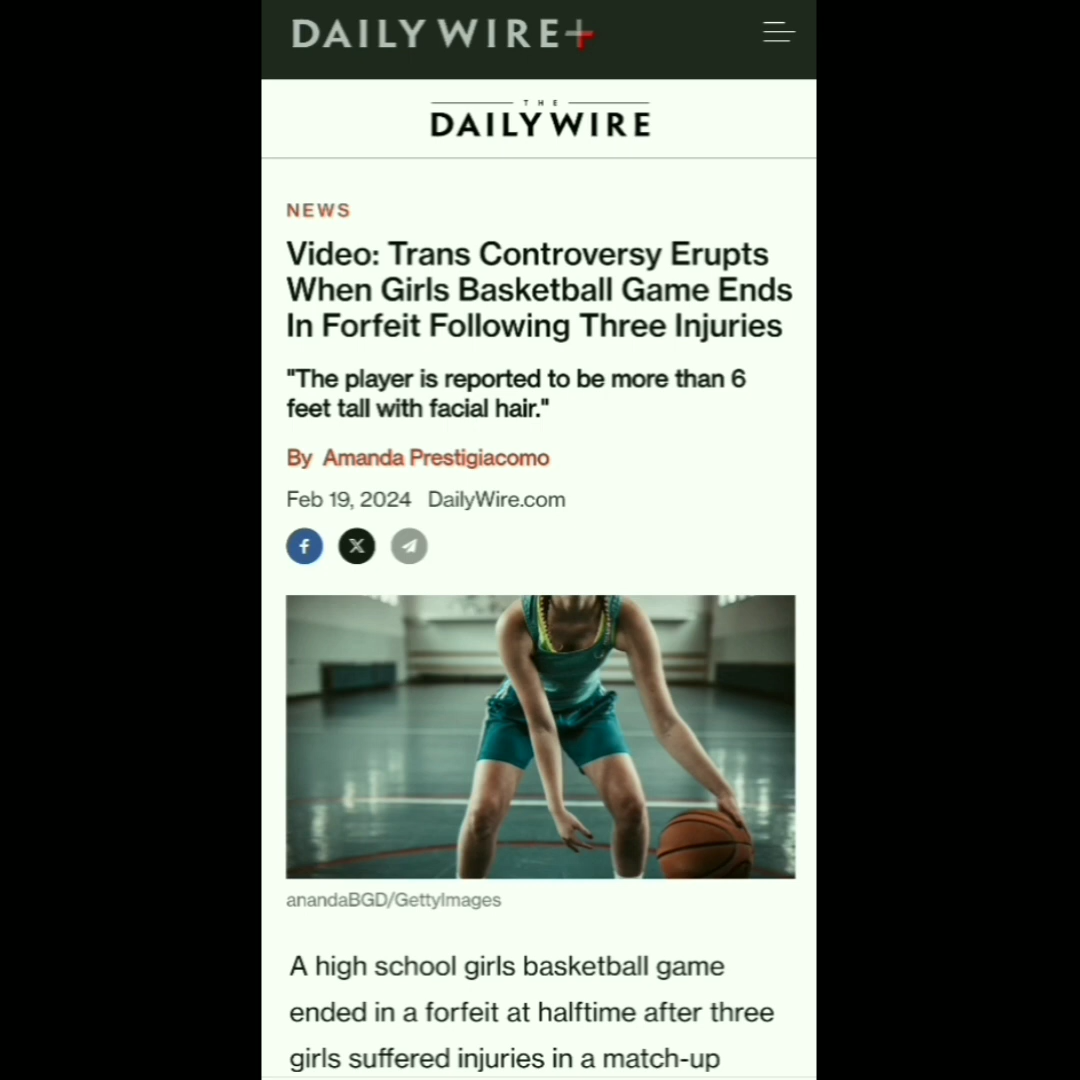 DAILY WIRE+
THE
DAILY WIRE
NEWS
Video: Trans Controversy Erupts
When Girls Basketball Game Ends
In Forfeit Following Three Injuries
"The player is reported to be more than 6
feet tall with facial hair."
By Amanda Prestigiacomo
Feb 19, 2024 DailyWire.com
anandaBGD/GettyImages
A high school girls basketball game
ended in a forfeit at halftime after three
girls suffered injuries in a match-up